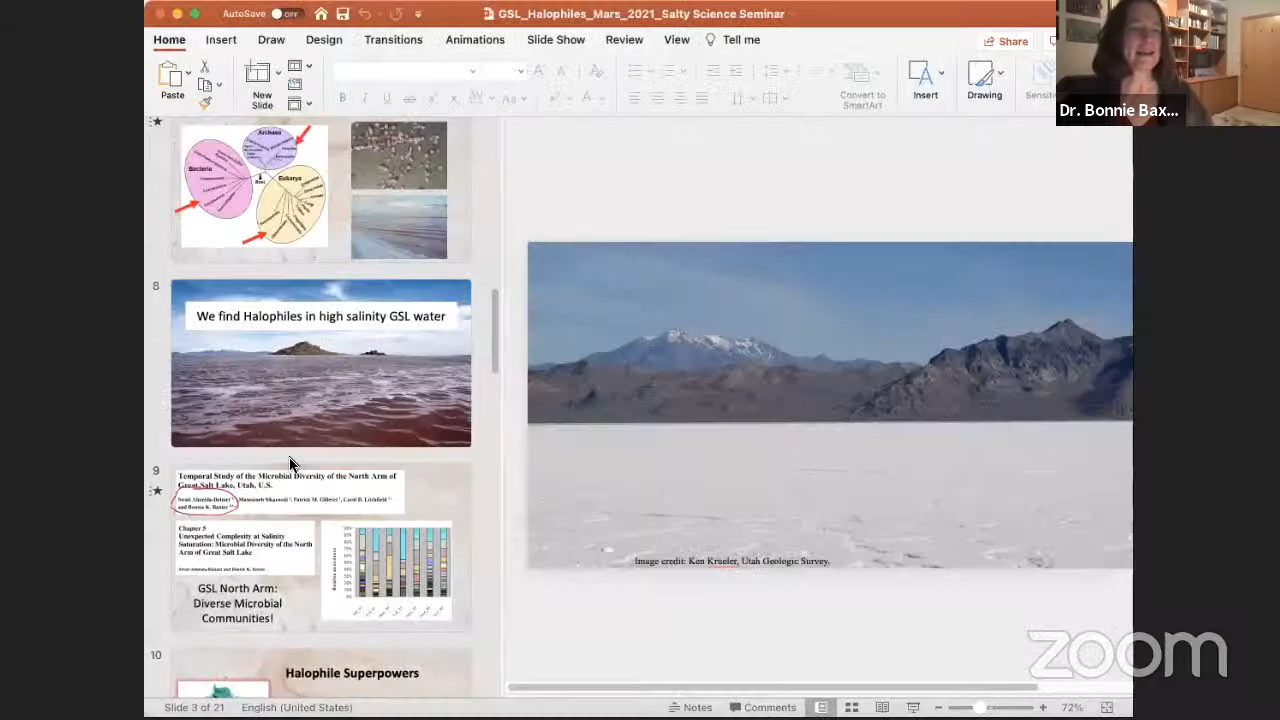 AutoSave OFF
GSL_Halophiles_Mars_2021_Salty Science Seminar
Home Insert Draw Design Transitions Animations Slide Show Review View Tell me
Share
Paste
New
Slide
Convert to
SmartArt
Insert
Drawing
Dr. Bonnie Bax...
Archaea
Bacteria
Eukarya
8
We find Halophiles in high salinity GSL water
9
Temporal Study of the Microbial Diversity of the North Arm of
Great Salt Lake, Utah, U.S.
and Bonnie K. Baxter
Chapter 5
Unexpected Complexity at Salinity
Saturation: Microbial Diversity of the North
Arm of Great Salt Lake
GSL North Arm:
Diverse Microbial
Communities!
10
Halophile Superpowers
Image credit: Ken Krueler, Utah Geologic Survey.
zoom
Slide 3 of 21 English (United States)
Notes Comments
72%